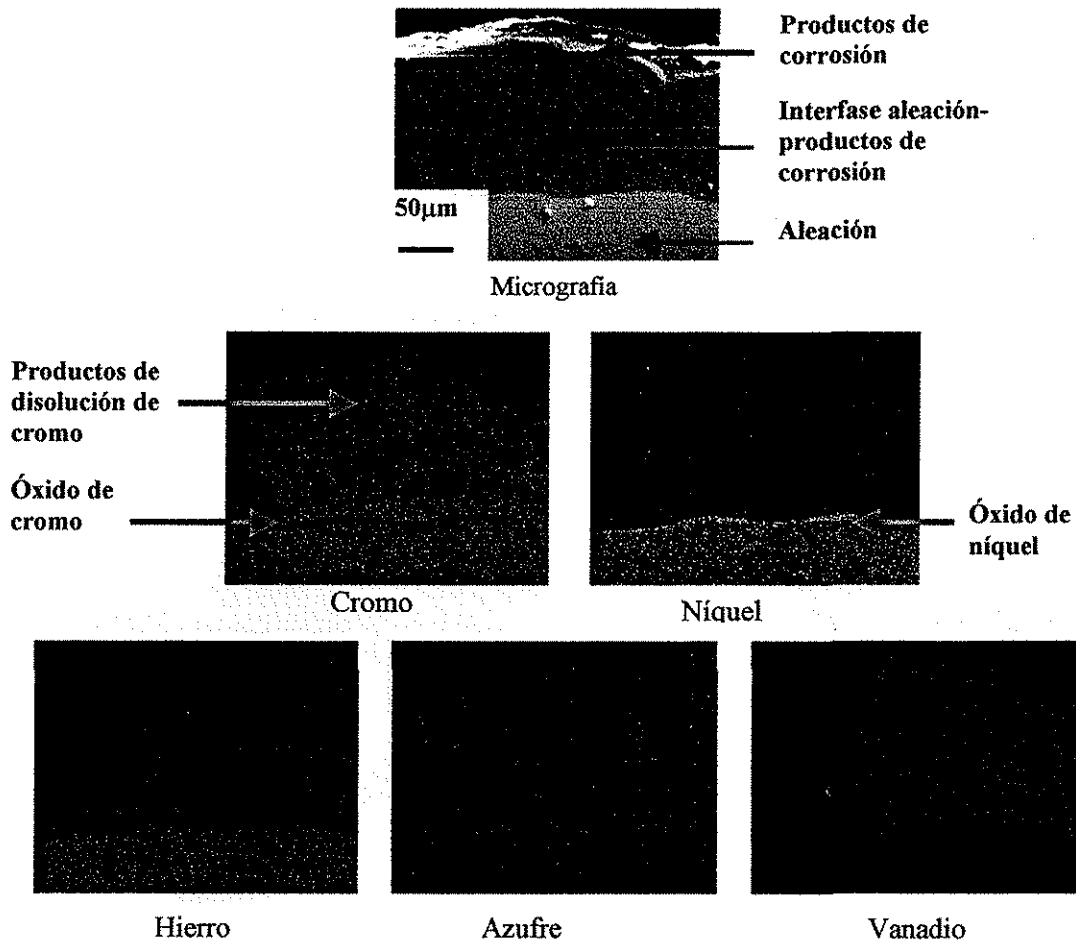 Productos de
corrosión
Interfase aleación-
productos de
corrosión
50µm
Aleación
Micrografía
Productos de
disolución de
cromo
Óxido de
cromo
Óxido de
níquel
Cromo
Níquel
Hierro
Azufre
Vanadio